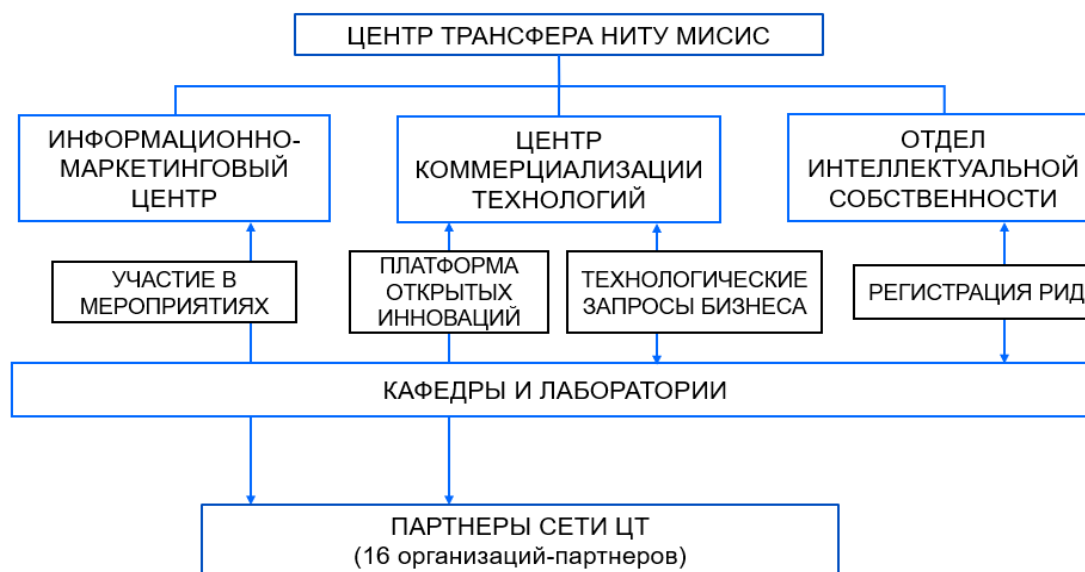 ЦЕНТР ТРАНСФЕРА НИТУ МИСИС
ИНФОРМАЦИОННО-
МАРКЕТИНГОВЫЙ
ЦЕНТР
ЦЕНТР
КОММЕРЦИАЛИЗАЦИИ
ТЕХНОЛОГИЙ
ОТДЕЛ
ИНТЕЛЛЕКТУАЛЬНОЙ
СОБСТВЕННОСТИ
УЧАСТИЕ В
МЕРОПРИЯТИЯХ
ПЛАТФОРМА
ОТКРЫТЫХ
ИННОВАЦИЙ
ТЕХНОЛОГИЧЕСКИЕ
ЗАПРОСЫ БИЗНЕСА
РЕГИСТРАЦИЯ РИД
КАФЕДРЫ И ЛАБОРАТОРИИ
ПАРТНЕРЫ СЕТИ ЦТ
(16 организаций-партнеров)